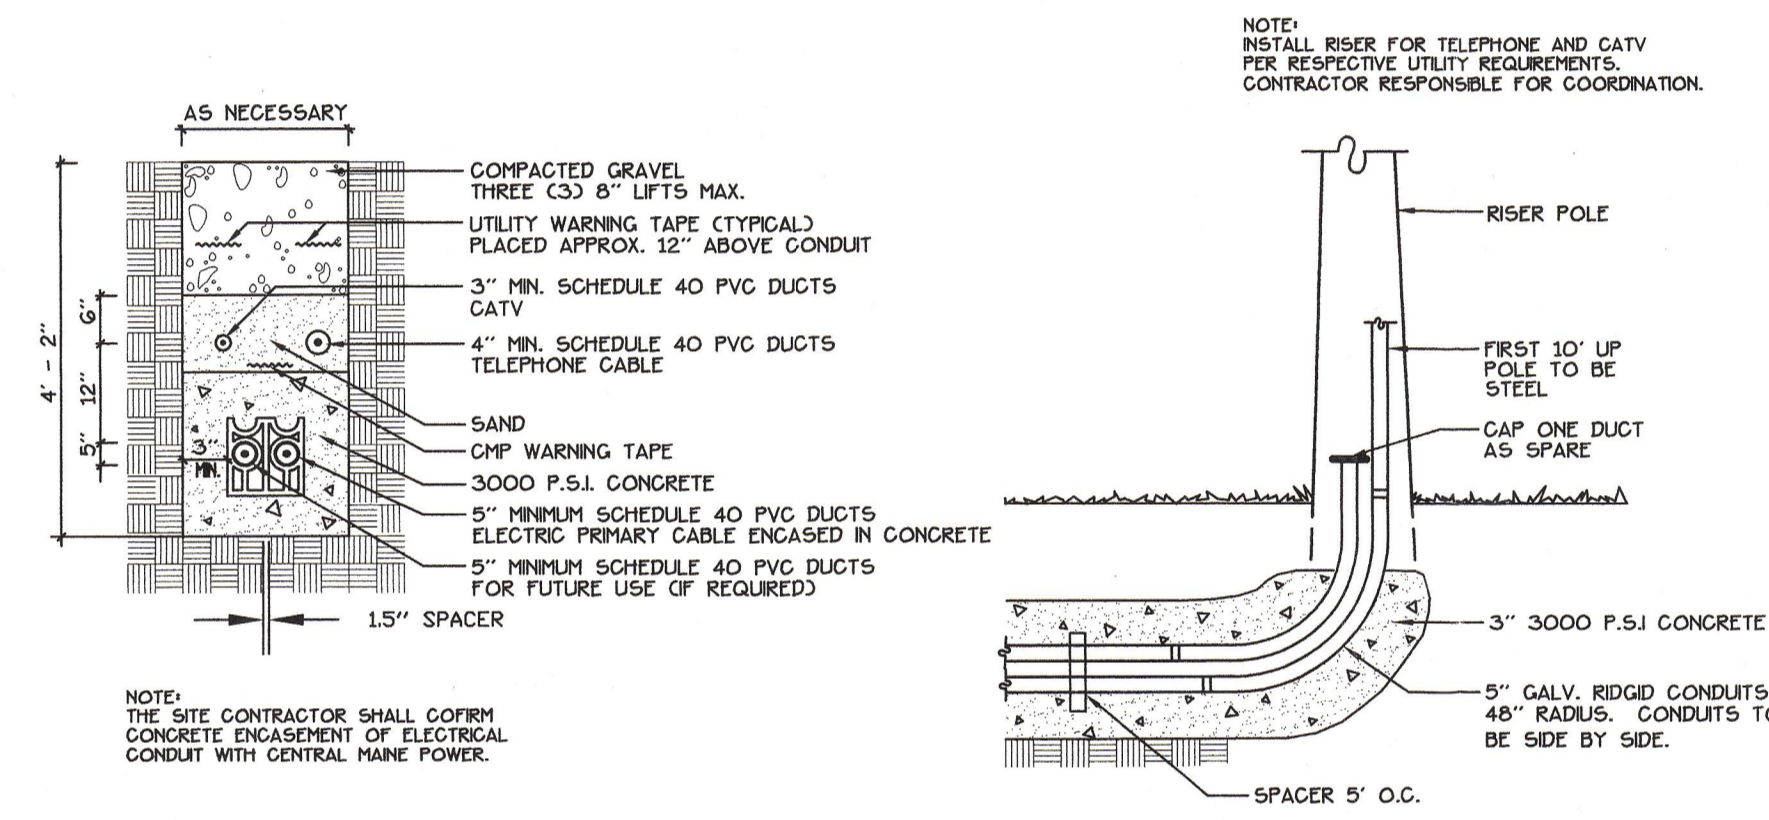 AS NECESSARY
4' - 2"
6"
12"
5"
3"
MIN.
COMPACTED GRAVEL
THREE (3) 8" LIFTS MAX.
UTILITY WARNING TAPE (TYPICAL)
PLACED APPROX. 12" ABOVE CONDUIT
3" MIN. SCHEDULE 40 PVC DUCTS
CATV
4" MIN. SCHEDULE 40 PVC DUCTS
TELEPHONE CABLE
SAND
CMP WARNING TAPE
3000 P.S.I. CONCRETE
5" MINIMUM SCHEDULE 40 PVC DUCTS
ELECTRIC PRIMARY CABLE ENCASED IN CONCRETE
5" MINIMUM SCHEDULE 40 PVC DUCTS
FOR FUTURE USE (IF REQUIRED)
1.5" SPACER
NOTE:
THE SITE CONTRACTOR SHALL COFIRM
CONCRETE ENCASEMENT OF ELECTRICAL
CONDUIT WITH CENTRAL MAINE POWER.
NOTE:
INSTALL RISER FOR TELEPHONE AND CATV
PER RESPECTIVE UTILITY REQUIREMENTS.
CONTRACTOR RESPONSIBLE FOR COORDINATION.
RISER POLE
FIRST 10' UP
POLE TO BE
STEEL
CAP ONE DUCT
AS SPARE
3" 3000 P.S.I CONCRETE
5" GALV. RIDGID CONDUITS
48" RADIUS. CONDUITS
BE SIDE BY SIDE.
SPACER 5' O.C.